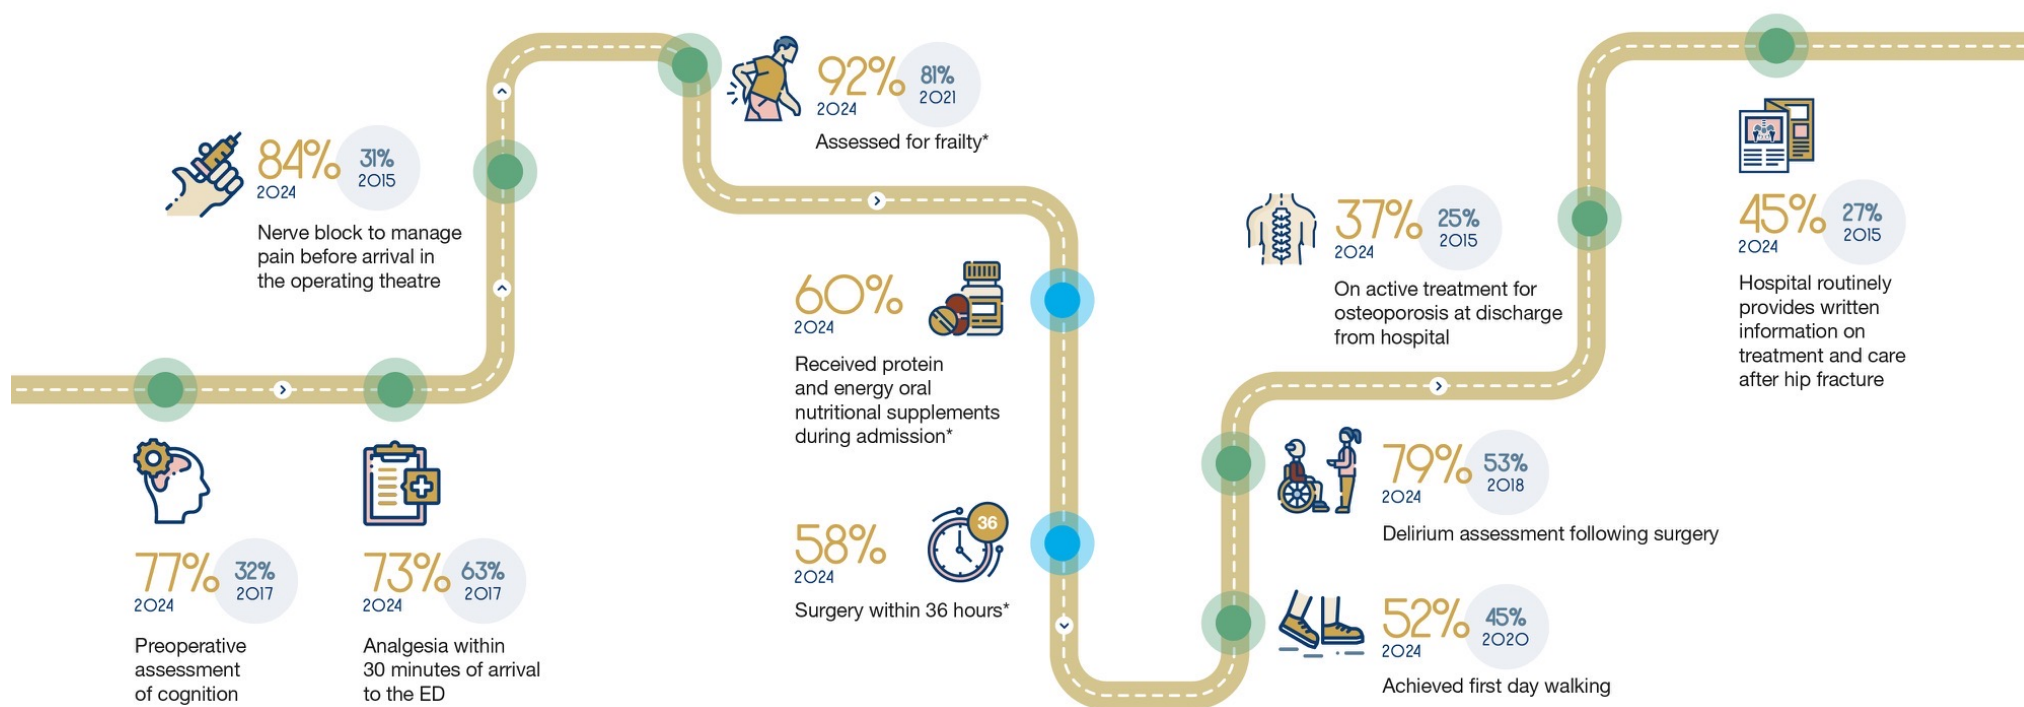 77%
2024
32%
2017
Preoperative
assessment
of cognition
73%
2024
63%
2017
Analgesia within
30 minutes of arrival
to the ED
84%
2024
31%
2015
Nerve block to manage
pain before arrival in
the operating theatre
92%
2024
81%
2021
Assessed for frailty*
60%
2024
Received protein
and energy oral
nutritional supplements
during admission*
58%
2024
36
Surgery within 36 hours*
52%
2024
45%
2020
Achieved first day walking
79%
2024
53%
2018
Delirium assessment following surgery
37%
2024
25%
2015
On active treatment for
osteoporosis at discharge
from hospital
45%
2024
27%
2015
Hospital routinely
provides written
information on
treatment and care
after hip fracture